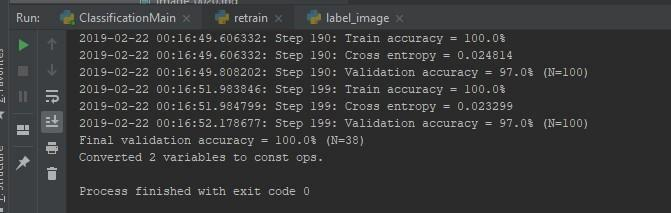 Run: ClassificationMain retrain label_image
2019-02-22 00:16:49.606332: Step 190: Train accuracy = 100.0%
2019-02-22 00:16:49.606332: Step 190: Cross entropy = 0.024814
2019-02-22 00:16:49.808202: Step 190: Validation accuracy = 97.0% (N=100)
2019-02-22 00:16:51.983846: Step 199: Train accuracy = 100.0%
2019-02-22 00:16:51.984799: Step 199: Cross entropy = 0.023299
2019-02-22 00:16:52.178677: Step 199: Validation accuracy = 97.0% (N=100)
Final validation accuracy = 100.0% (N=38)
Converted 2 variables to const ops.
Process finished with exit code 0